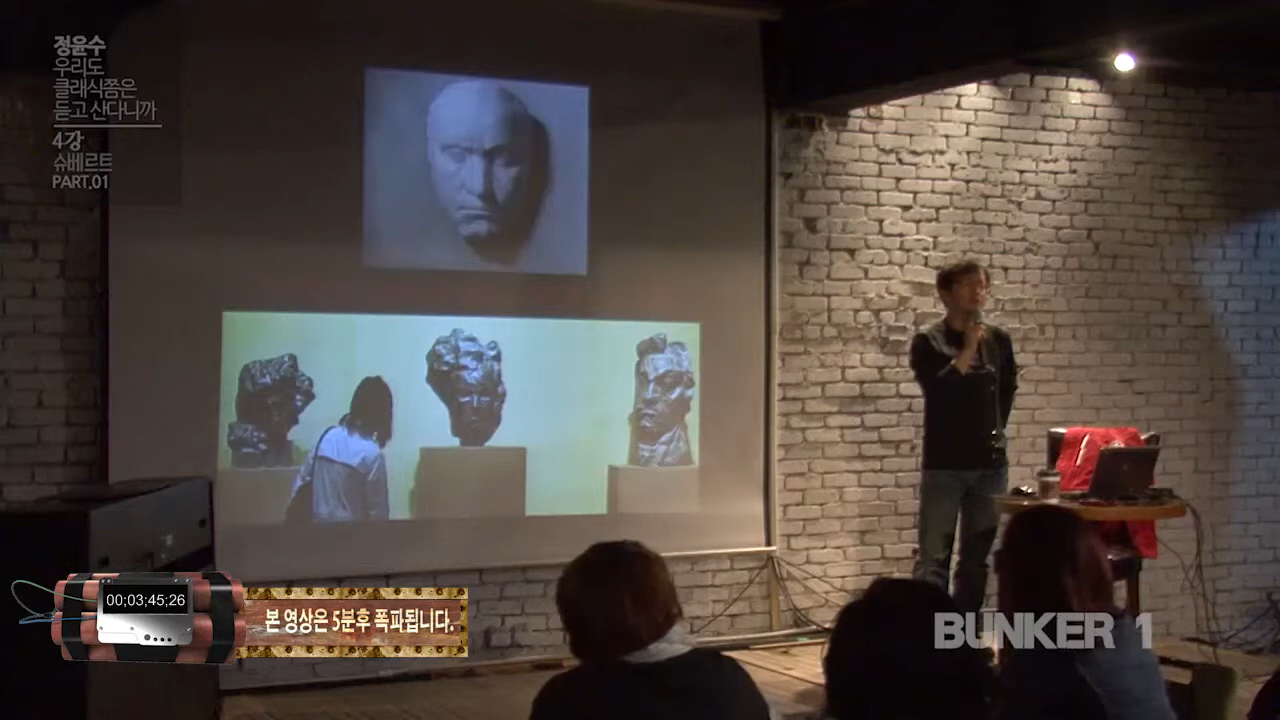 정윤수
우리도
클래식쯤은
듣고 산다니까
4강
슈베르트
PART.01
00;03;45;26
본 영상은 5분후 폭파됩니다.
BUNKER 1